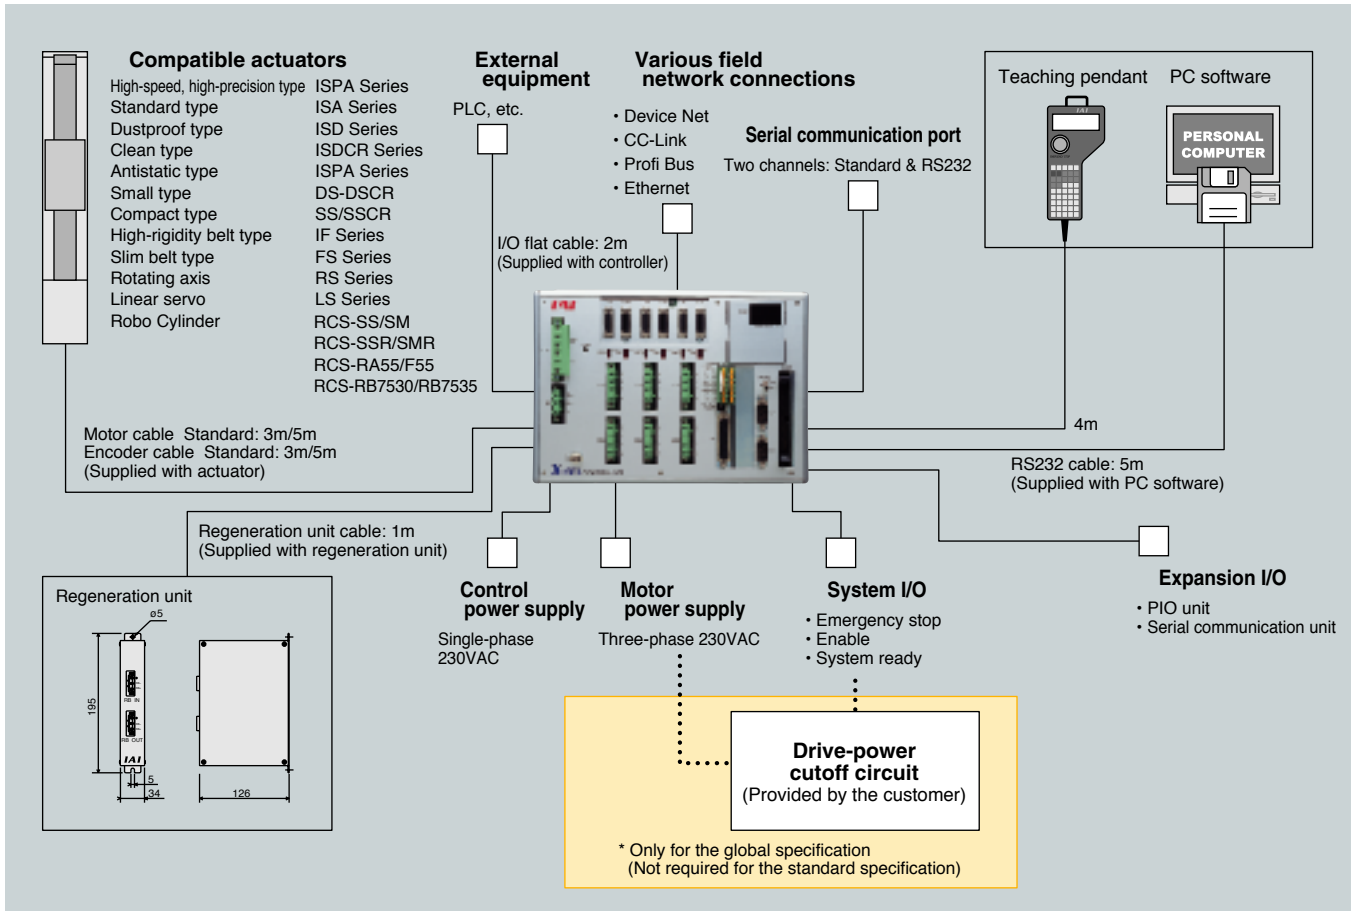 Compatible actuators
High-speed, high-precision type ISPA Series
Standard type ISA Series
Dustproof type ISD Series
Clean type ISDCR Series
Antistatic type ISPA Series
Small type DS-DSCR
Compact type SS/SSCR
High-rigidity belt type IF Series
Slim belt type FS Series
Rotating axis RS Series
Linear servo LS Series
Robo Cylinder RCS-SS/SM
RCS-SSR/SMR
RCS-RA55/F55
RCS-RB7530/RB7535
External
equipment
PLC, etc.
Various field
network connections
• Device Net
• CC-Link
• Profi Bus
• Ethernet
Serial communication port
Two channels: Standard & RS232
Teaching pendant
PC software
IAI
PERSONAL
COMPUTER
I/O flat cable: 2m
(Supplied with controller)
IAI
Motor cable Standard: 3m/5m
Encoder cable Standard: 3m/5m
(Supplied with actuator)
4m
RS232 cable: 5m
(Supplied with PC software)
Regeneration unit cable: 1m
(Supplied with regeneration unit)
Regeneration unit
ø5
195
RB IN
RB OUT
IAI
5
34
126
Control
power supply
Single-phase
230VAC
Motor
power supply
Three-phase 230VAC
System I/O
• Emergency stop
• Enable
• System ready
Expansion I/O
• PIO unit
• Serial communication unit
Drive-power
cutoff circuit
(Provided by the customer)
* Only for the global specification
(Not required for the standard specification)